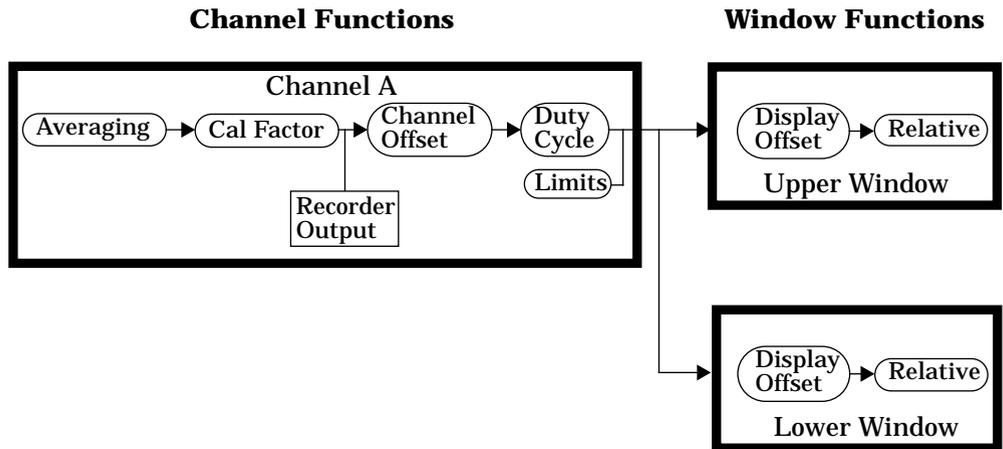 Channel Functions
Window Functions
Channel A
Averaging
Cal Factor
Channel
Offset
Duty
Cycle
Limits
Recorder
Output
Display
Offset
Relative
Upper Window
Display
Offset
Relative
Lower Window